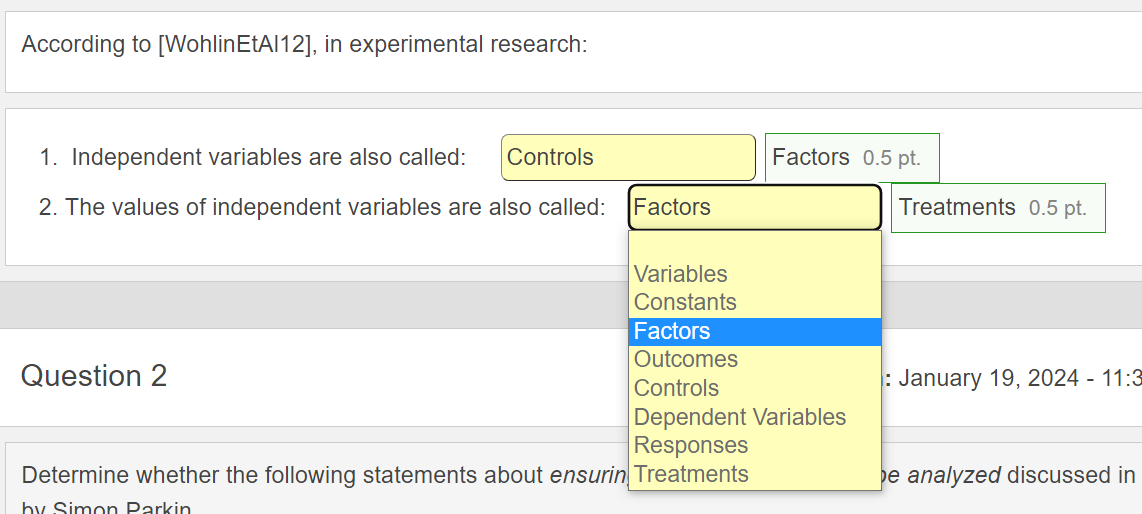 According to [WohlinEtAl12], in experimental research:
1. Independent variables are also called: Controls Factors 0.5 pt.
2. The values of independent variables are also called: Factors Treatments 0.5 pt.
Variables
Constants
Factors
Outcomes
Controls
Dependent Variables
Responses
Treatments
Question 2 : January 19, 2024 - 11:3
Determine whether the following statements about be analyzed discussed in
by Simon Parkin